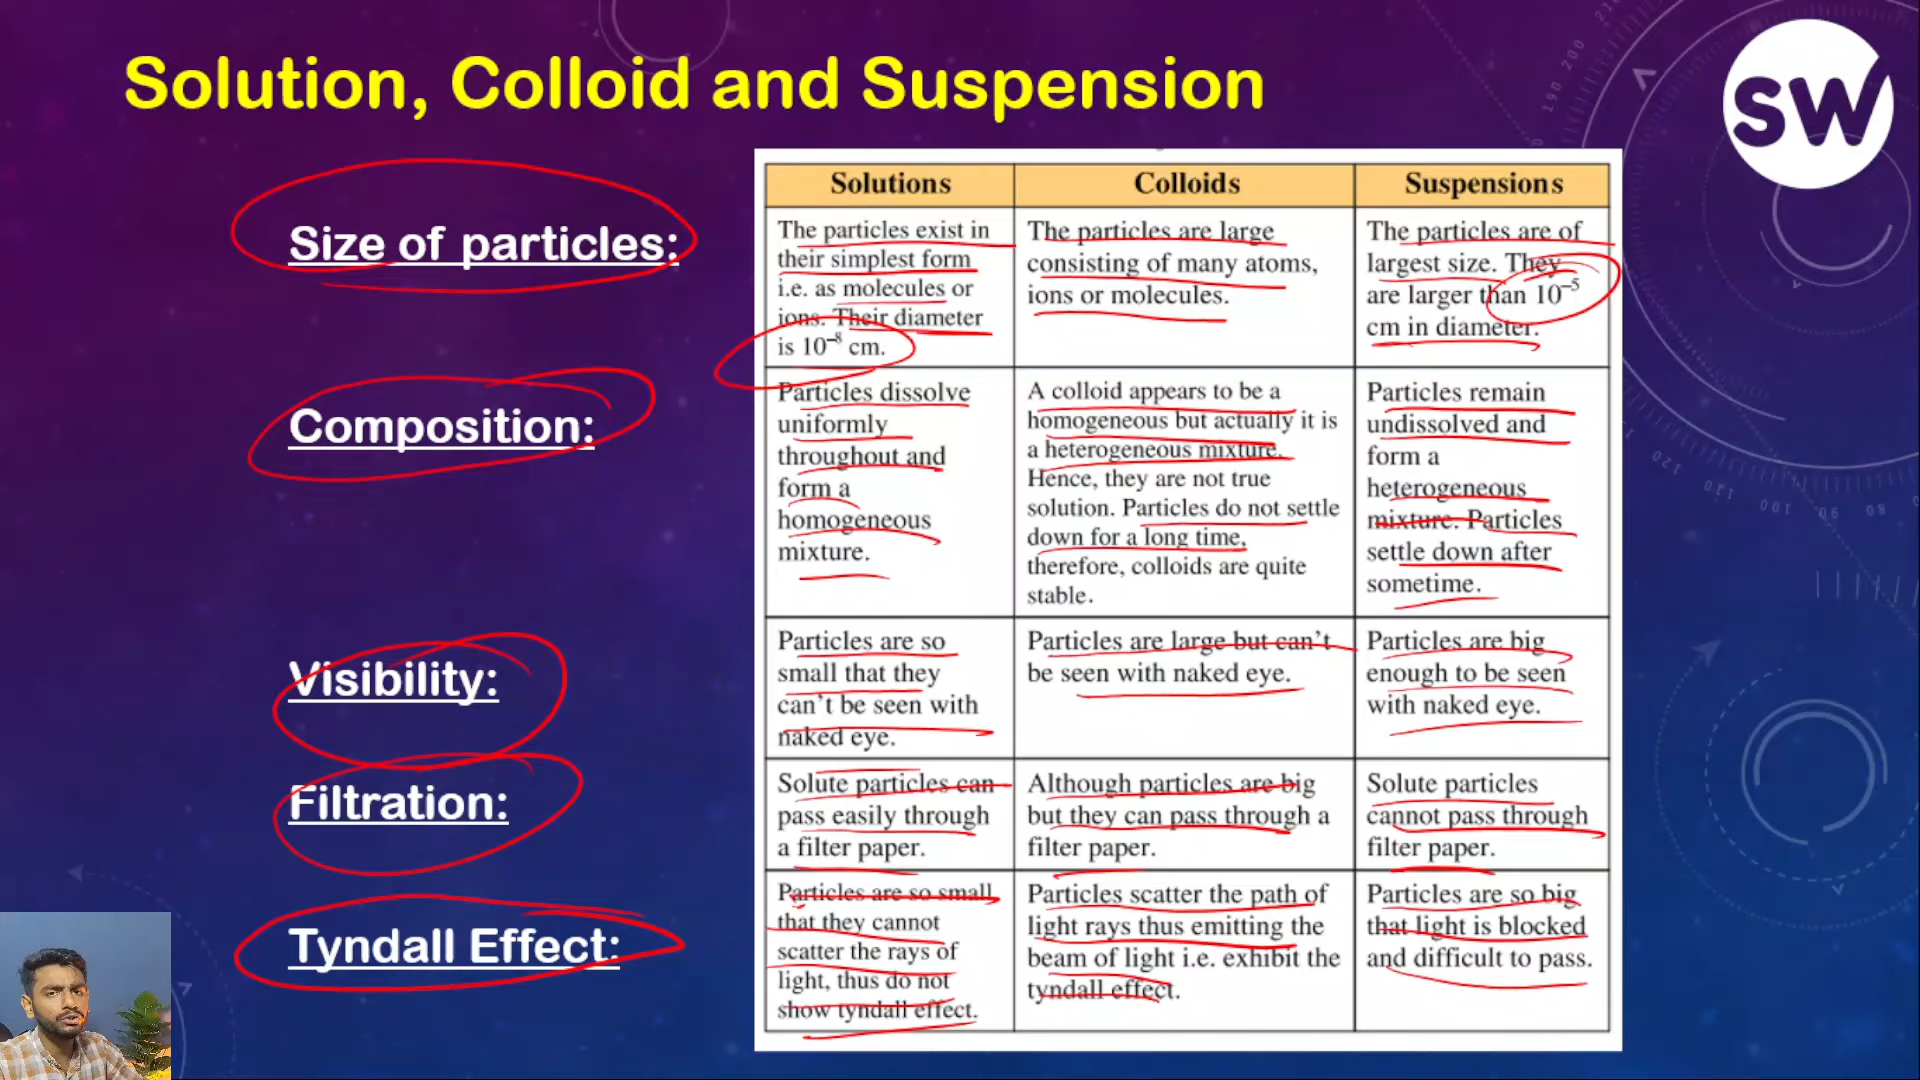 Solution, Colloid and Suspension
SW
Size of particles:
Composition:
Visibility:
Filtration:
Tyndall Effect:
Solutions
Colloids
Suspensions
The particles exist in
their simplest form
i.e. as molecules or
ions. Their diameter
is 10⁻⁸ cm.
The particles are large
consisting of many atoms,
ions or molecules.
The particles are of
largest size. They
are larger than 10⁻⁵
cm in diameter.
Particles dissolve
uniformly
throughout and
form a
homogeneous
mixture.
A colloid appears to be a
homogeneous but actually it is
a heterogeneous mixture.
Hence, they are not true
solution. Particles do not settle
down for a long time,
therefore, colloids are quite
stable.
Particles remain
undissolved and
form a
heterogeneous
mixture. Particles
settle down after
sometime.
Particles are so
small that they
can't be seen with
naked eye.
Particles are large but can't
be seen with naked eye.
Particles are big
enough to be seen
with naked eye.
Solute particles can
pass easily through
a filter paper.
Although particles are big
but they can pass through a
filter paper.
Solute particles
cannot pass through
filter paper.
Particles are so small
that they cannot
scatter the rays of
light, thus do not
show tyndall effect.
Particles scatter the path of
light rays thus emitting the
beam of light i.e. exhibit the
tyndall effect.
Particles are so big
that light is blocked
and difficult to pass.
190 200
120
110
100
90
80